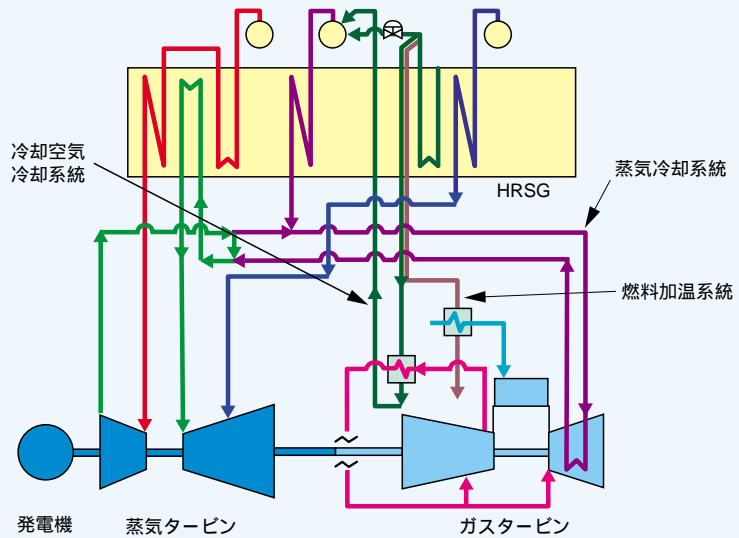 冷却空気
冷却系統
HRSG
蒸気冷却系統
燃料加温系統
発電機
蒸気タービン
ガスタービン